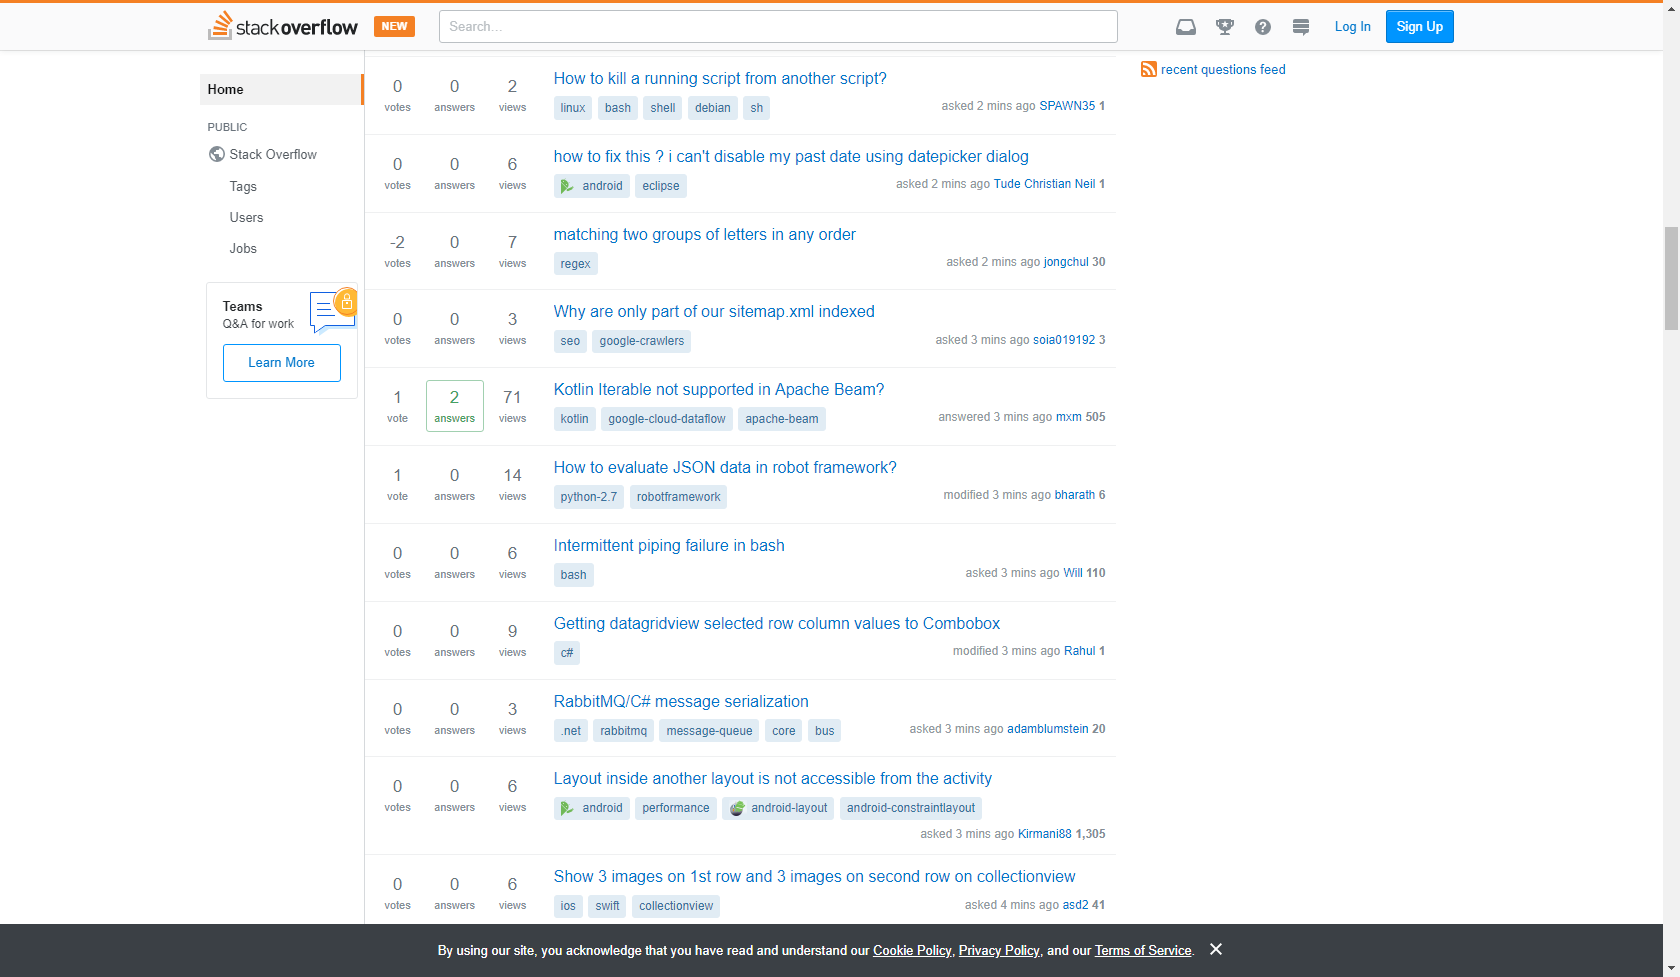 stackoverflow NEW Search... Log In Sign Up
Home
PUBLIC
Stack Overflow
Tags
Users
Jobs
Teams
Q&A for work
Learn More
0 votes 0 answers 2 views
How to kill a running script from another script?
linux bash shell debian sh
asked 2 mins ago SPAWN35 1
0 votes 0 answers 6 views
how to fix this ? i can't disable my past date using datepicker dialog
android eclipse
asked 2 mins ago Tude Christian Neil 1
-2 votes 0 answers 7 views
matching two groups of letters in any order
regex
asked 2 mins ago jongchul 30
0 votes 0 answers 3 views
Why are only part of our sitemap.xml indexed
seo google-crawlers
asked 3 mins ago soia019192 3
1 vote 2 answers 71 views
Kotlin Iterable not supported in Apache Beam?
kotlin google-cloud-dataflow apache-beam
answered 3 mins ago mxm 505
1 vote 0 answers 14 views
How to evaluate JSON data in robot framework?
python-2.7 robotframework
modified 3 mins ago bharath 6
0 votes 0 answers 6 views
Intermittent piping failure in bash
bash
asked 3 mins ago Will 110
0 votes 0 answers 9 views
Getting datagridview selected row column values to Combobox
c#
modified 3 mins ago Rahul 1
0 votes 0 answers 3 views
RabbitMQ/C# message serialization
.net rabbitmq message-queue core bus
asked 3 mins ago adamblumstein 20
0 votes 0 answers 6 views
Layout inside another layout is not accessible from the activity
android performance android-layout android-constraintlayout
asked 3 mins ago Kirmani88 1,305
0 votes 0 answers 6 views
Show 3 images on 1st row and 3 images on second row on collectionview
ios swift collectionview
asked 4 mins ago asd2 41
recent questions feed
By using our site, you acknowledge that you have read and understand our Cookie Policy, Privacy Policy, and our Terms of Service.